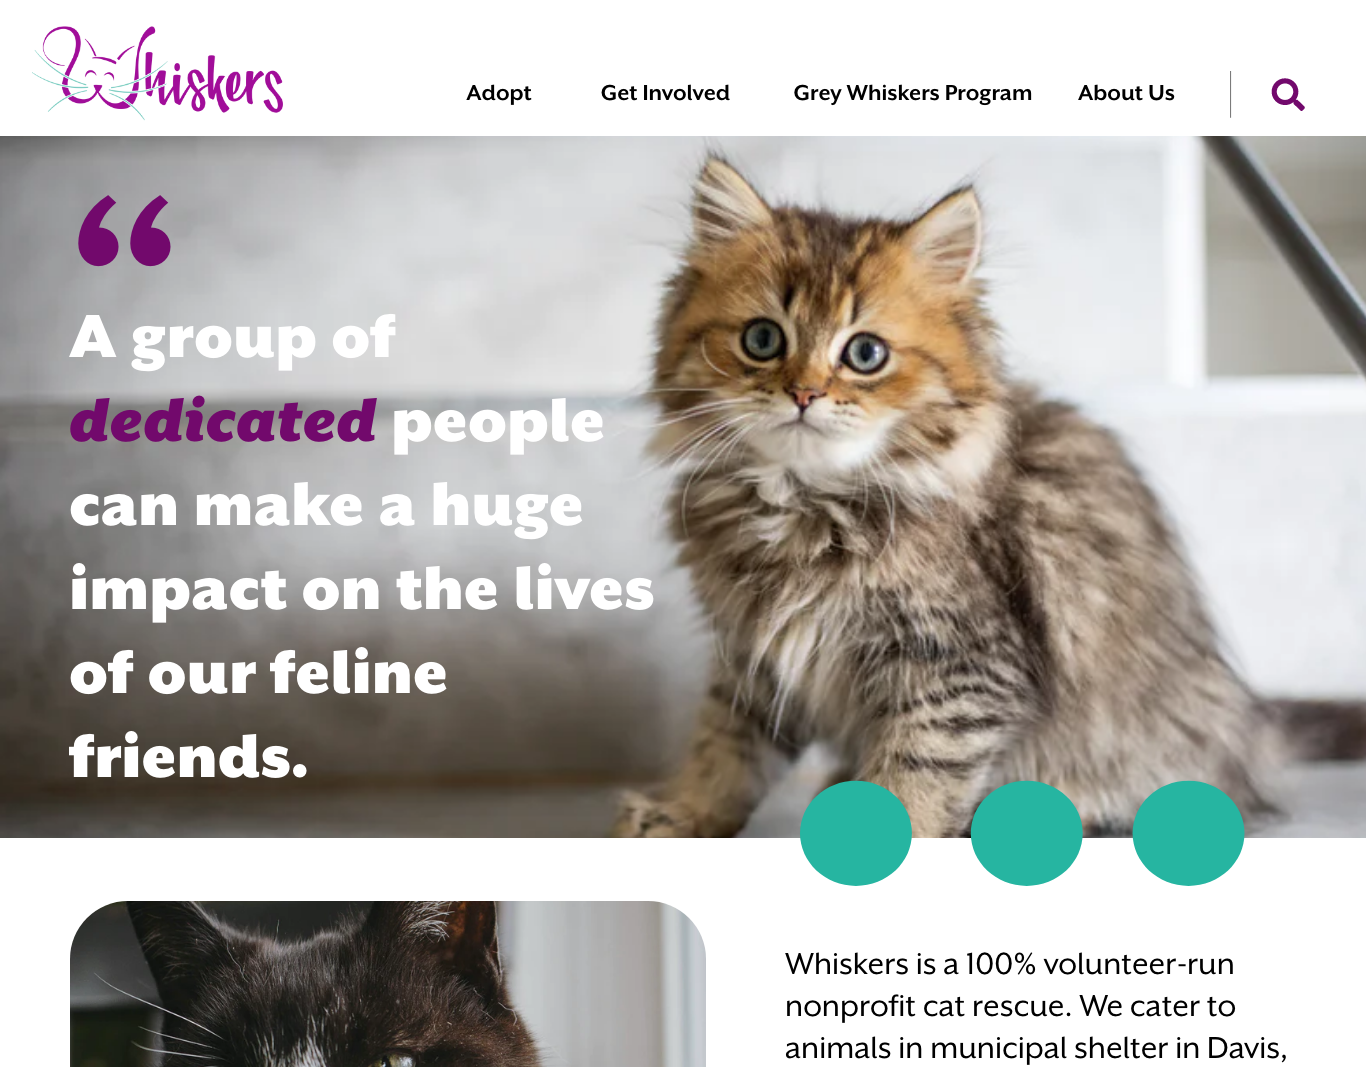 Whiskers
Adopt
Get Involved
Grey Whiskers Program
About Us
“
A group of
dedicated people
can make a huge
impact on the lives
of our feline
friends.
Whiskers is a 100% volunteer-run
nonprofit cat rescue. We cater to
animals in municipal shelter in Davis,